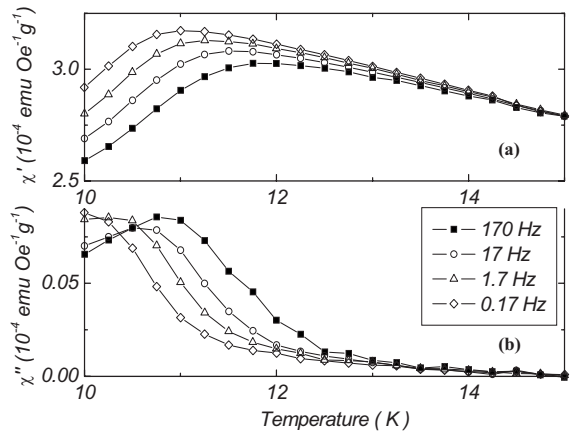 χ' (10⁻⁴ emu Oe⁻¹g⁻¹)
3.0
2.5
(a)
10 12 14
χ'' (10⁻⁴ emu Oe⁻¹g⁻¹)
0.05
0.00
170 Hz
17 Hz
1.7 Hz
0.17 Hz
(b)
10 12 14
Temperature ( K )